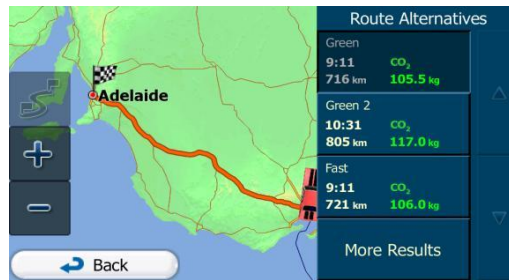 Route Alternatives
Green
9:11 CO₂
716 km 105.5 kg
Adelaide
Green 2
10:31 CO₂
805 km 117.0 kg
Fast
9:11 CO₂
721 km 106.0 kg
More Results
Back